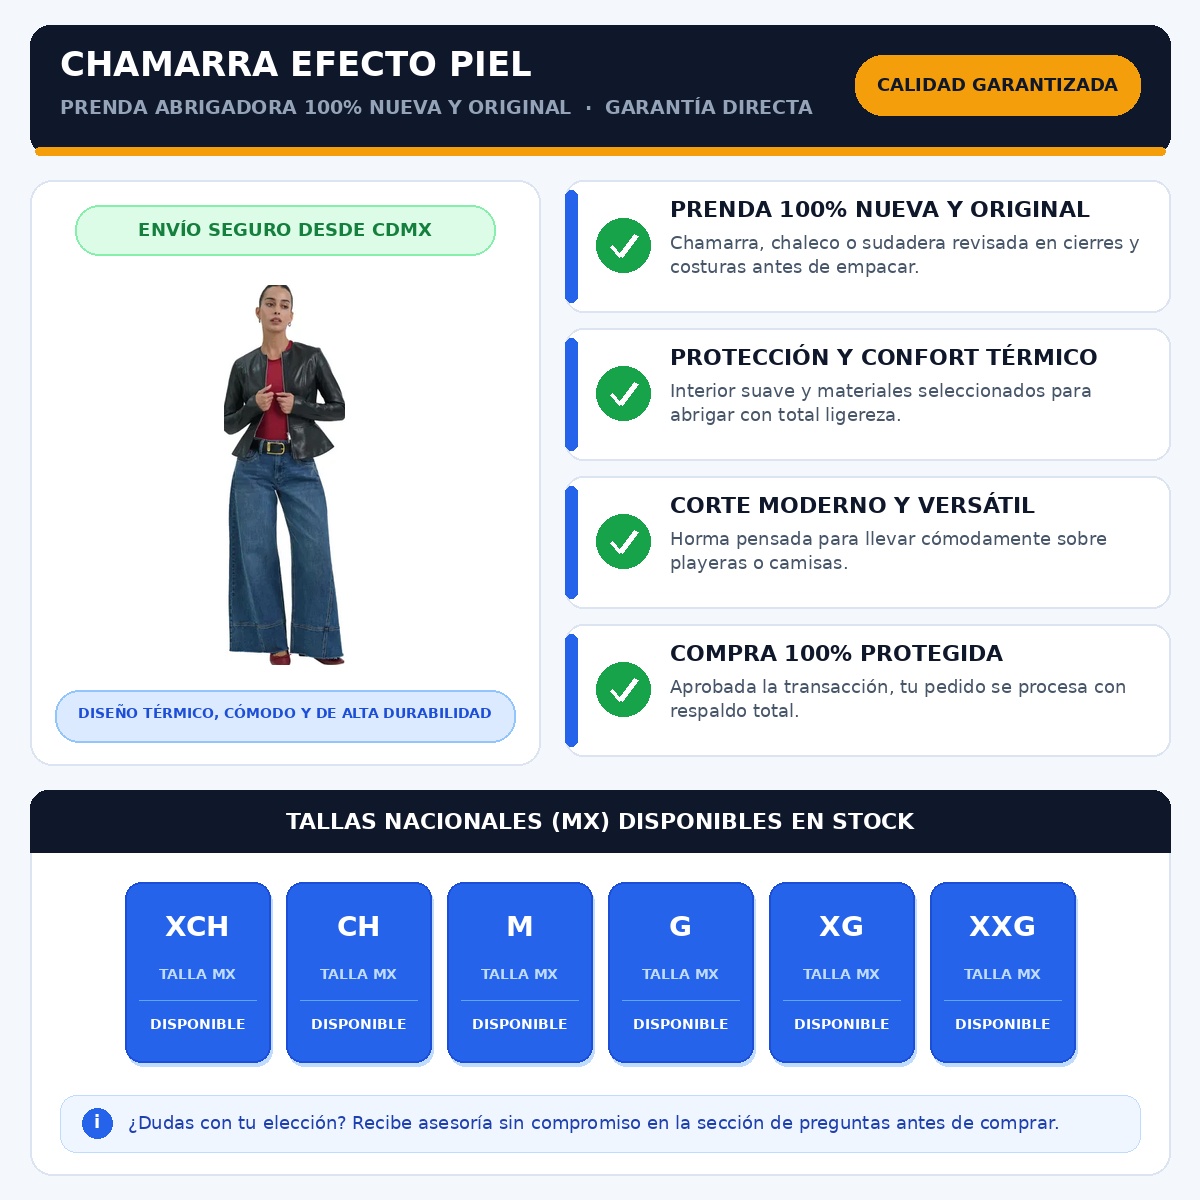 CHAMARRA EFECTO PIEL
PRENDA ABRIGADORA 100% NUEVA Y ORIGINAL · GARANTÍA DIRECTA
CALIDAD GARANTIZADA
ENVÍO SEGURO DESDE CDMX
DISEÑO TÉRMICO, CÓMODO Y DE ALTA DURABILIDAD
PRENDA 100% NUEVA Y ORIGINAL
Chamarra, chaleco o sudadera revisada en cierres y
costuras antes de empacar.
PROTECCIÓN Y CONFORT TÉRMICO
Interior suave y materiales seleccionados para
abrigar con total ligereza.
CORTE MODERNO Y VERSÁTIL
Horma pensada para llevar cómodamente sobre
playeras o camisas.
COMPRA 100% PROTEGIDA
Aprobada la transacción, tu pedido se procesa con
respaldo total.
TALLAS NACIONALES (MX) DISPONIBLES EN STOCK
XCH
TALLA MX
DISPONIBLE
CH
TALLA MX
DISPONIBLE
M
TALLA MX
DISPONIBLE
G
TALLA MX
DISPONIBLE
XG
TALLA MX
DISPONIBLE
XXG
TALLA MX
DISPONIBLE
i
¿Dudas con tu elección? Recibe asesoría sin compromiso en la sección de preguntas antes de comprar.